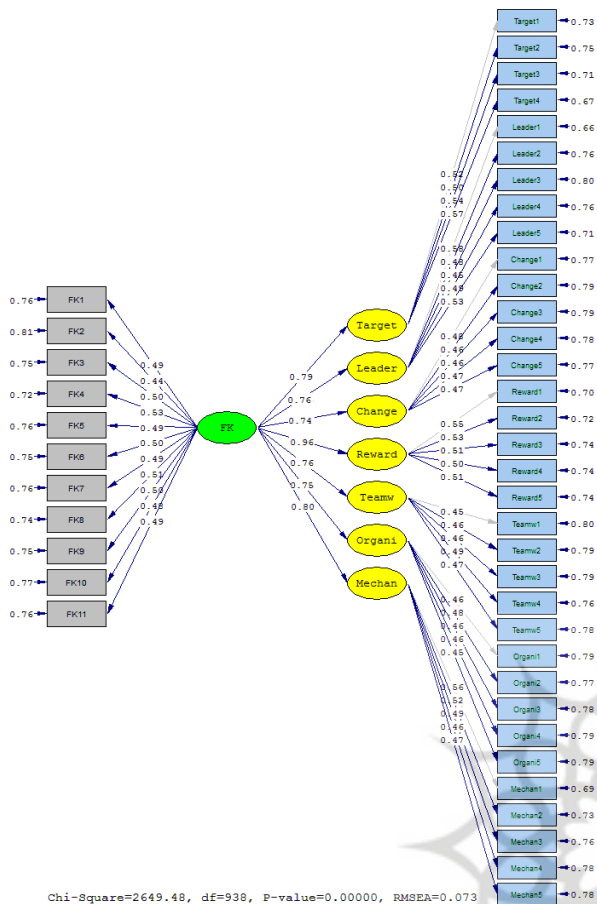 0.76 FK1
0.81 FK2
0.75 FK3
0.72 FK4
0.76 FK5
0.75 FK6
0.76 FK7
0.74 FK8
0.75 FK9
0.77 FK10
0.76 FK11
0.49
0.44
0.50
0.53
0.49
0.50
0.49
0.51
0.50
0.48
0.49
FK
0.79
0.76
0.74
0.96
0.76
0.75
0.80
Target
Leader
Change
Reward
Teamw
Organi
Mechan
0.52
0.50
0.54
0.57
0.58
0.49
0.45
0.49
0.53
0.48
0.46
0.46
0.47
0.47
0.55
0.53
0.51
0.50
0.51
0.45
0.46
0.46
0.49
0.47
0.46
0.48
0.46
0.46
0.45
0.56
0.52
0.49
0.46
0.47
Target1 0.73
Target2 0.75
Target3 0.71
Target4 0.67
Leader1 0.66
Leader2 0.76
Leader3 0.80
Leader4 0.76
Leader5 0.71
Change1 0.77
Change2 0.79
Change3 0.79
Change4 0.78
Change5 0.77
Reward1 0.70
Reward2 0.72
Reward3 0.74
Reward4 0.74
Reward5 0.74
Teamw1 0.80
Teamw2 0.79
Teamw3 0.79
Teamw4 0.76
Teamw5 0.78
Organi1 0.79
Organi2 0.77
Organi3 0.78
Organi4 0.79
Organi5 0.79
Mechan1 0.69
Mechan2 0.73
Mechan3 0.76
Mechan4 0.78
Mechan5 0.78
Chi-Square=2649.48, df=938, P-value=0.00000, RMSEA=0.073